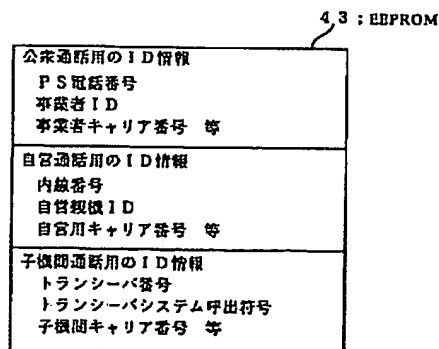 43;EEPROM
公衆通話用のID情報
PS電話番号
事業者ID
事業者キャリア番号 等
自営通話用のID情報
内線番号
自営親機ID
自営用キャリア番号 等
子機間通話用のID情報
トランシーバ番号
トランシーバシステム呼出符号
子機間キャリア番号 等